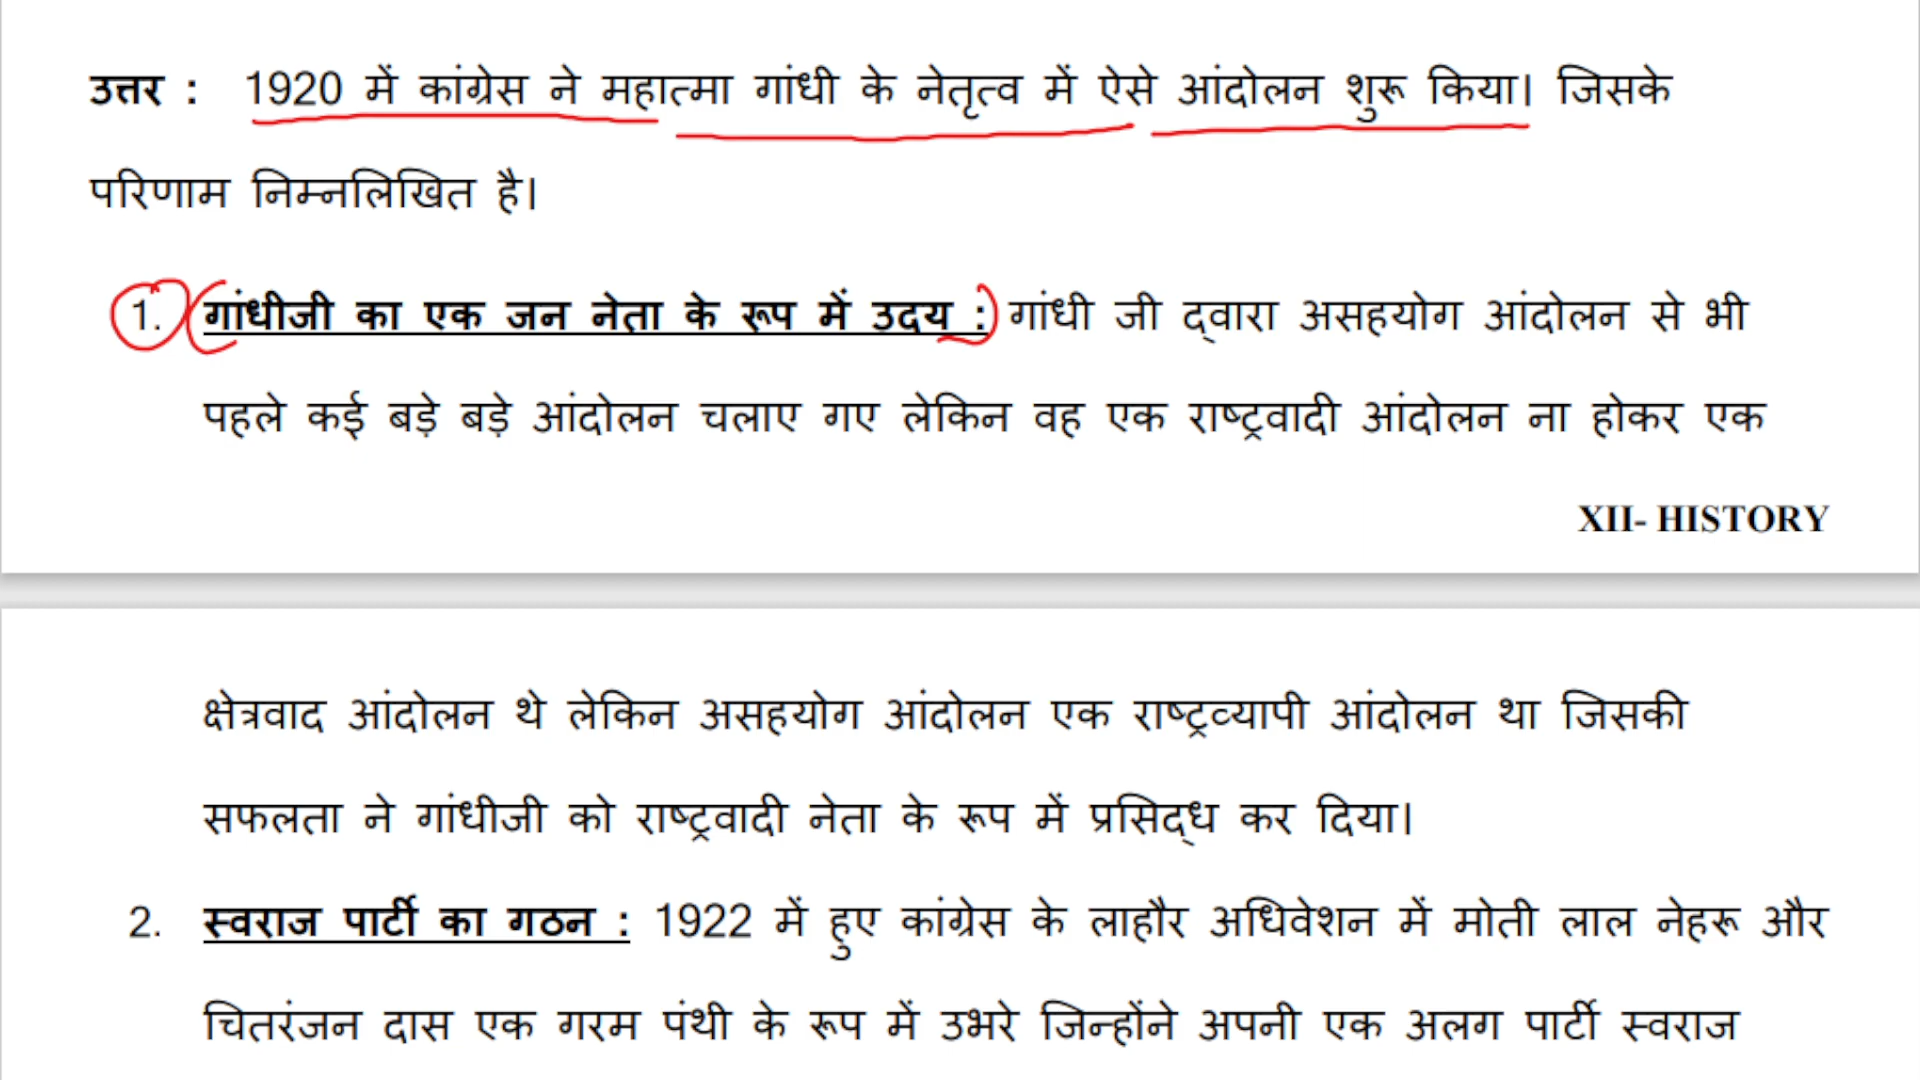 उत्तर : 1920 में कांग्रेस ने महात्मा गांधी के नेतृत्व में ऐसे आंदोलन शुरू किया। जिसके
परिणाम निम्नलिखित है।
1. गांधीजी का एक जन नेता के रूप में उदय : गांधी जी द्वारा असहयोग आंदोलन से भी
पहले कई बड़े बड़े आंदोलन चलाए गए लेकिन वह एक राष्ट्रवादी आंदोलन ना होकर एक
XII- HISTORY
क्षेत्रवाद आंदोलन थे लेकिन असहयोग आंदोलन एक राष्ट्रव्यापी आंदोलन था जिसकी
सफलता ने गांधीजी को राष्ट्रवादी नेता के रूप में प्रसिद्ध कर दिया।
2. स्वराज पार्टी का गठन : 1922 में हुए कांग्रेस के लाहौर अधिवेशन में मोती लाल नेहरू और
चितरंजन दास एक गरम पंथी के रूप में उभरे जिन्होंने अपनी एक अलग पार्टी स्वराज